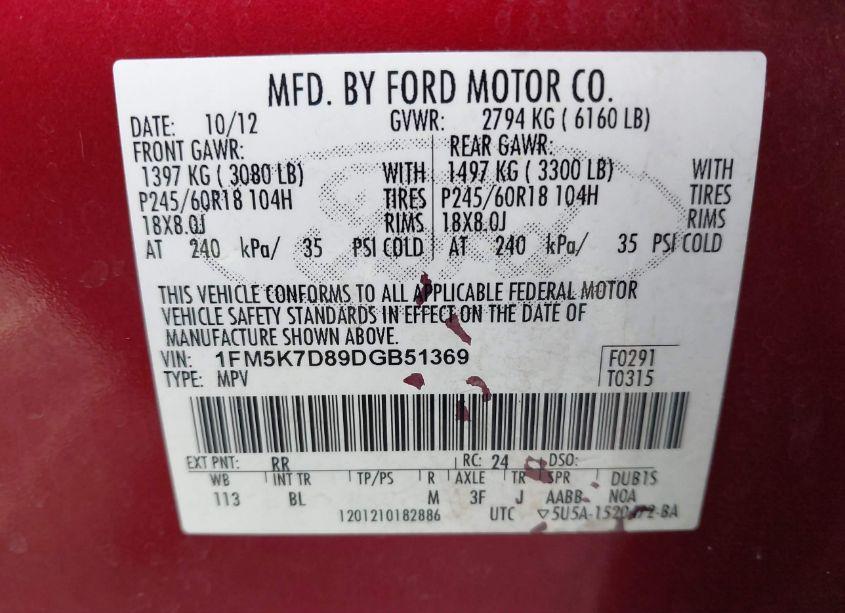 MFD. BY FORD MOTOR CO.
DATE: 10/12 GVWR: 2794 KG ( 6160 LB)
FRONT GAWR: REAR GAWR:
1397 KG ( 3080 LB) WITH 1497 KG ( 3300 LB) WITH
P245/60R18 104H TIRES P245/60R18 104H TIRES
18X8.0J RIMS 18X8.0J RIMS
AT 240 kPa/ 35 PSI COLD AT 240 kPa/ 35 PSI COLD
THIS VEHICLE CONFORMS TO ALL APPLICABLE FEDERAL MOTOR
VEHICLE SAFETY STANDARDS IN EFFECT ON THE DATE OF
MANUFACTURE SHOWN ABOVE.
VIN: 1FM5K7D89DGB51369 F0291
TYPE: MPV T0315
EXT PNT: RR RC: 24 DSO:
WB INT TR TP/PS R AXLE TR SPR DUB1S
113 BL M 3F J AABB NOA
1201210182886 UTC